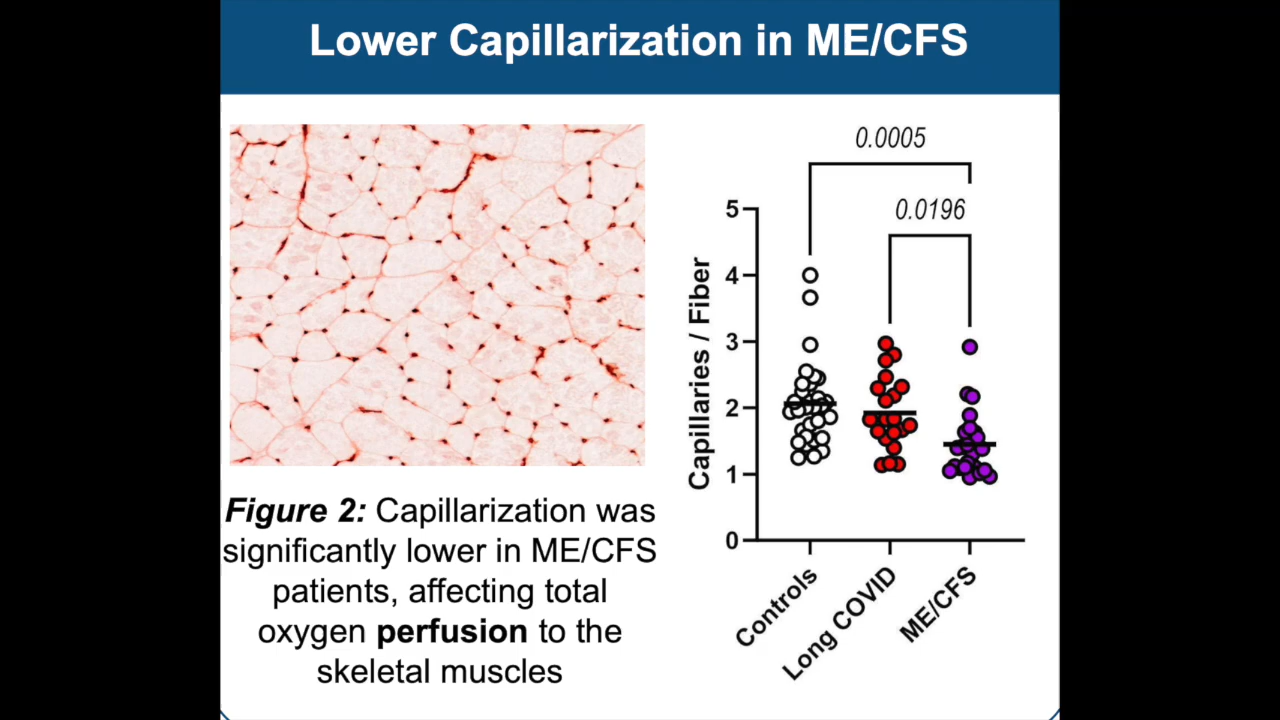 Lower Capillarization in ME/CFS
Figure 2: Capillarization was
significantly lower in ME/CFS
patients, affecting total
oxygen perfusion to the
skeletal muscles
0.0005
0.0196
Capillaries / Fiber
5
4
3
2
1
0
Controls
Long COVID
ME/CFS